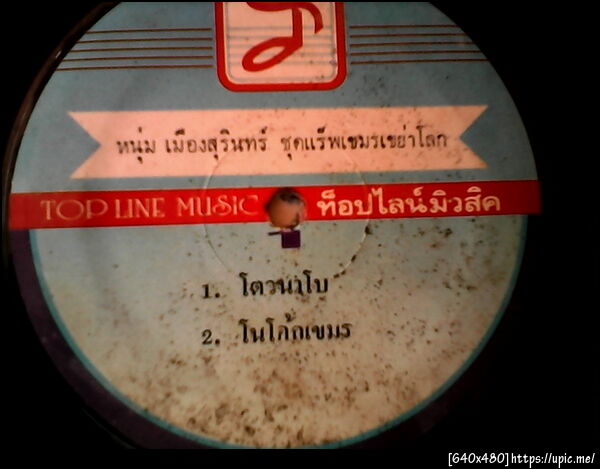 หนุ่ม เมืองสุรินทร์ ชุดแร็พเขมรเขย่าโลก
TOP LINE MUSIC ท็อปไลน์มิวสิค
1. โตวนาโบ
2. โนโก๊กเขมร
[640x480]https://upic.me/